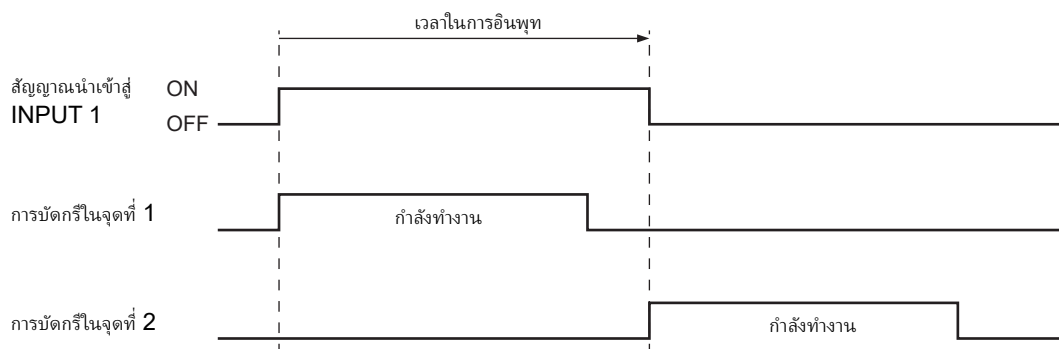 เวลาในการอินพุท
สัญญาณนำเข้าสู่ ON
INPUT 1 OFF
การบัดกรีในจุดที่ 1
กำลังทำงาน
การบัดกรีในจุดที่ 2
กำลังทำงาน